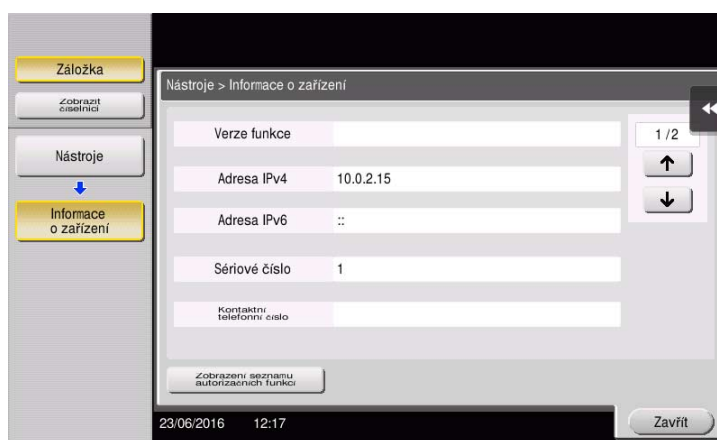 Záložka
Zobrazit
číselníci
Nástroje
Informace
o zařízení
Nástroje > Informace o zařízení
Verze funkce
1 /2
Adresa IPv4 10.0.2.15
Adresa IPv6 ::
Sériové číslo 1
Kontaktní
telefonní číslo
Zobrazení seznamu
autorizačních funkcí
23/06/2016 12:17
Zavřít